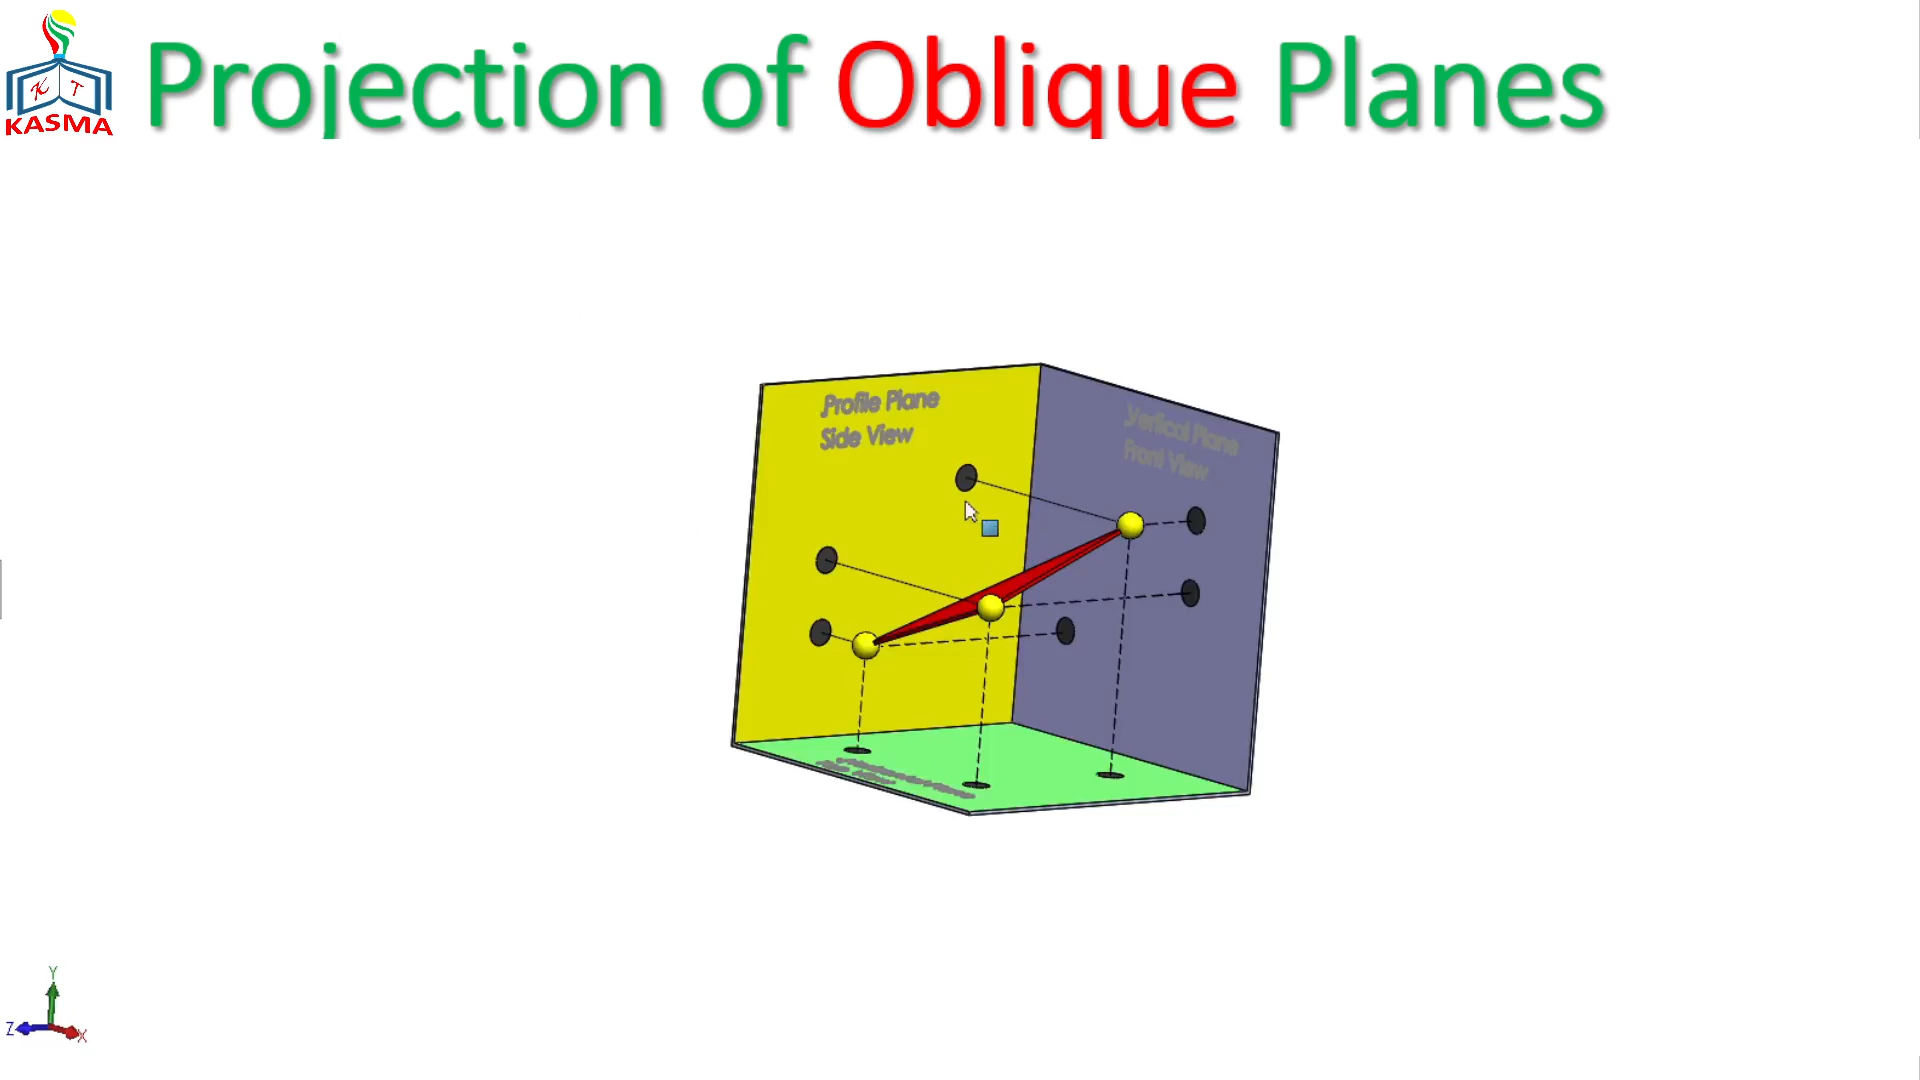 Projection of Oblique Planes
K T
KASMA
Profile Plane
Side View
Vertical Plane
Front View
Y
Z
X